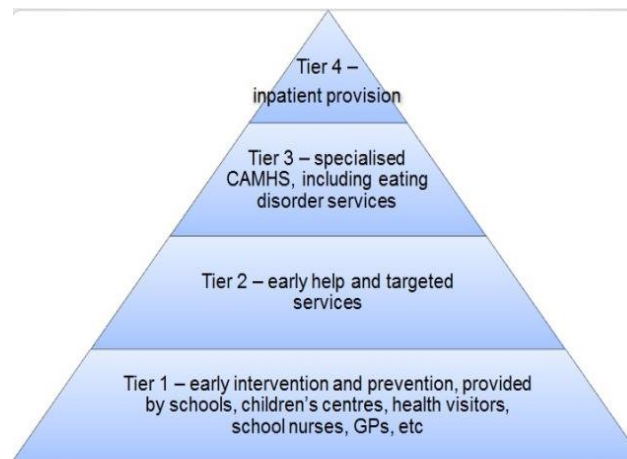 Tier 4 –
inpatient provision
Tier 3 – specialised
CAMHS, including eating
disorder services
Tier 2 – early help and targeted
services
Tier 1 – early intervention and prevention, provided
by schools, children’s centres, health visitors,
school nurses, GPs, etc